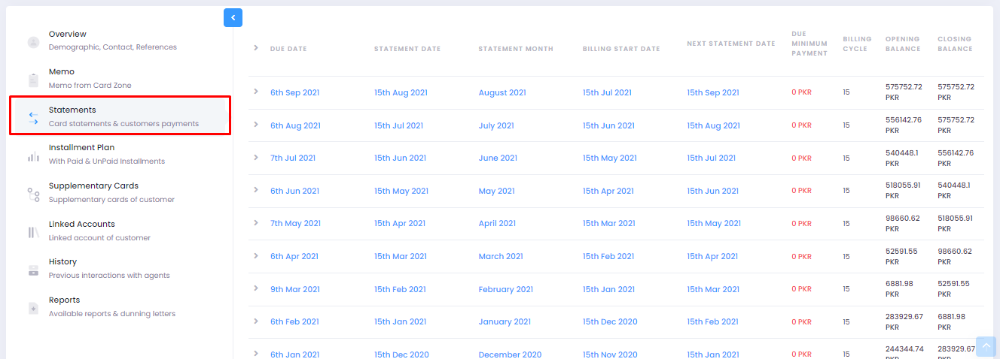 Overview
Demographic, Contact, References
Memo
Memo from Card Zone
Statements
Card statements & customers payments
Installment Plan
With Paid & UnPaid Installments
Supplementary Cards
Supplementary cards of customer
Linked Accounts
Linked account of customer
History
Previous interactions with agents
Reports
Available reports & dunning letters
DUE DATE STATEMENT DATE STATEMENT MONTH BILLING START DATE NEXT STATEMENT DATE DUE MINIMUM PAYMENT BILLING CYCLE OPENING BALANCE CLOSING BALANCE
6th Sep 2021 15th Aug 2021 August 2021 15th Jul 2021 15th Sep 2021 0 PKR 15 575752.72 PKR 575752.72 PKR
6th Aug 2021 15th Jul 2021 July 2021 15th Jun 2021 15th Aug 2021 0 PKR 15 556142.76 PKR 575752.72 PKR
7th Jul 2021 15th Jun 2021 June 2021 15th May 2021 15th Jul 2021 0 PKR 15 540448.1 PKR 556142.76 PKR
6th Jun 2021 15th May 2021 May 2021 15th Apr 2021 15th Jun 2021 0 PKR 15 518055.91 PKR 540448.1 PKR
7th May 2021 15th Apr 2021 April 2021 15th Mar 2021 15th May 2021 0 PKR 15 98660.62 PKR 518055.91 PKR
6th Apr 2021 15th Mar 2021 March 2021 15th Feb 2021 15th Apr 2021 0 PKR 15 52591.55 PKR 98660.62 PKR
9th Mar 2021 15th Feb 2021 February 2021 15th Jan 2021 15th Mar 2021 0 PKR 15 6881.98 PKR 52591.55 PKR
6th Feb 2021 15th Jan 2021 January 2021 15th Dec 2020 15th Feb 2021 0 PKR 15 283929.67 PKR 6881.98 PKR
6th Jan 2021 15th Dec 2020 December 2020 15th Nov 2020 15th Jan 2021 0 PKR 15 244344.74 PKR 283929.67 PKR